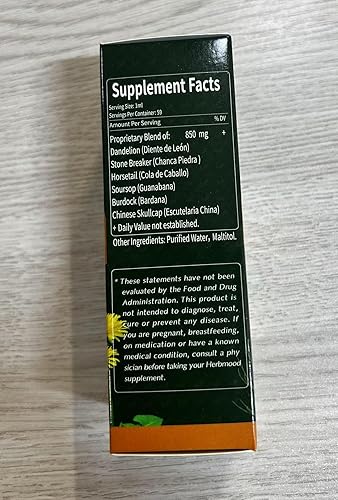 Supplement Facts
Serving Size: 1ml
Servings Per Container: 59
Amount Per Serving % DV
Proprietary Blend of: 850 mg +
Dandelion (Diente de León)
Stone Breaker (Chanca Piedra )
Horsetail (Cola de Caballo)
Soursop (Guanabana)
Burdock (Bardana)
Chinese Skullcap (Escutelaria China)
+ Daily Value not established.
Other Ingredients: Purified Water, Maltitol.
* These statements have not been
evaluated by the Food and Drug
Administration. This product is
not intended to diagnose, treat,
cure or prevent any disease. If
you are pregnant, breastfeeding,
on medication or have a known
medical condition, consult a phy
sician before taking your Herbmood
supplement.